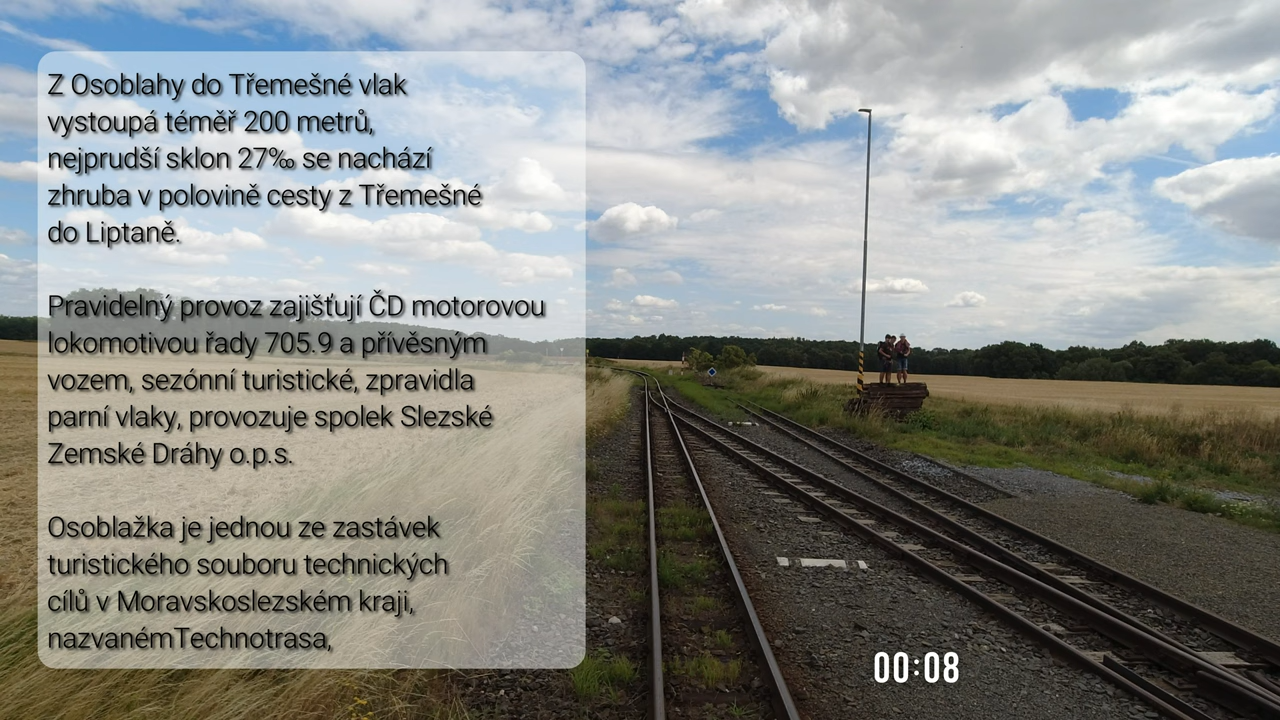 Z Osoblahy do Třemešné vlak
vystoupá téměř 200 metrů,
nejprudší sklon 27‰ se nachází
zhruba v polovině cesty z Třemešné
do Liptaně.
Pravidelný provoz zajišťují ČD motorovou
lokomotivou řady 705.9 a přívěsným
vozem, sezónní turistické, zpravidla
parní vlaky, provozuje spolek Slezské
Zemské Dráhy o.p.s.
Osoblažka je jednou ze zastávek
turistického souboru technických
cílů v Moravskoslezském kraji,
nazvanémTechnotrasa,
00:08